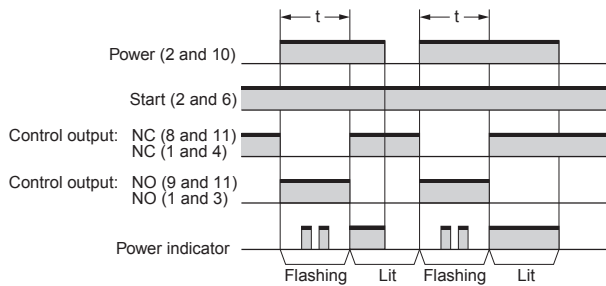 t t
Power (2 and 10)
Start (2 and 6)
Control output: NC (8 and 11)
NC (1 and 4)
Control output: NO (9 and 11)
NO (1 and 3)
Power indicator
Flashing Lit Flashing Lit